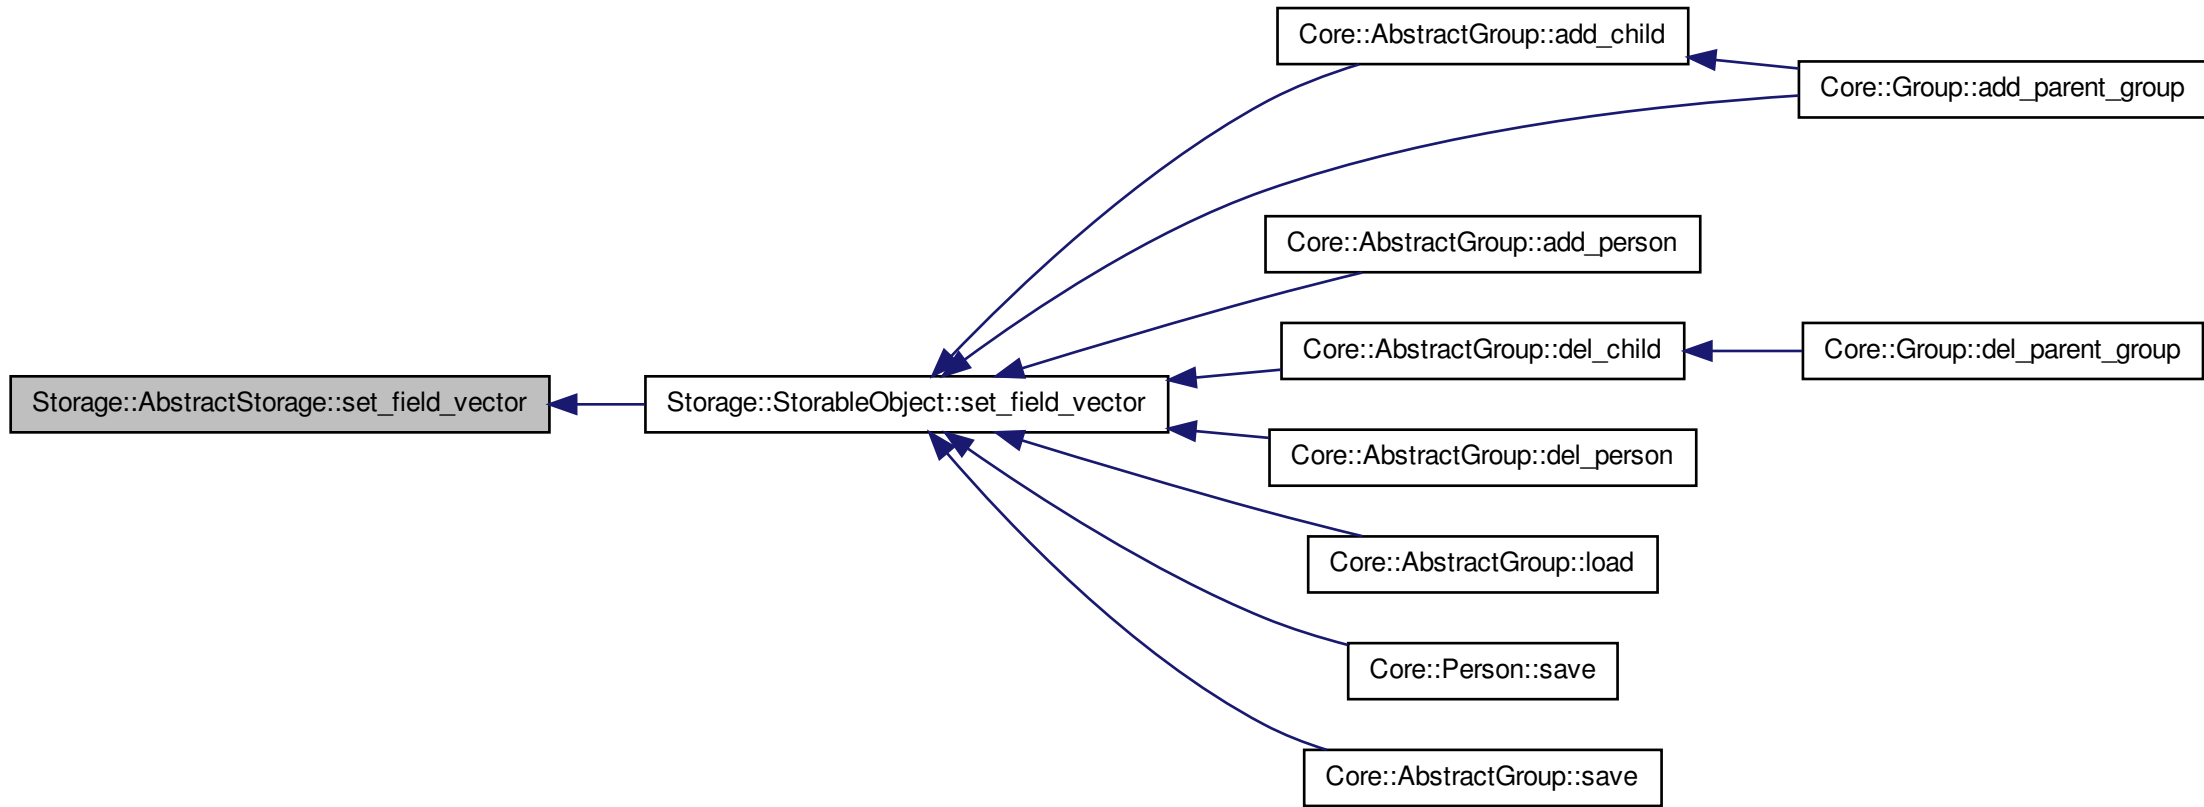 Core::AbstractGroup::add_child
Core::Group::add_parent_group
Core::AbstractGroup::add_person
Core::AbstractGroup::del_child
Core::Group::del_parent_group
Storage::AbstractStorage::set_field_vector
Storage::StorableObject::set_field_vector
Core::AbstractGroup::del_person
Core::AbstractGroup::load
Core::Person::save
Core::AbstractGroup::save